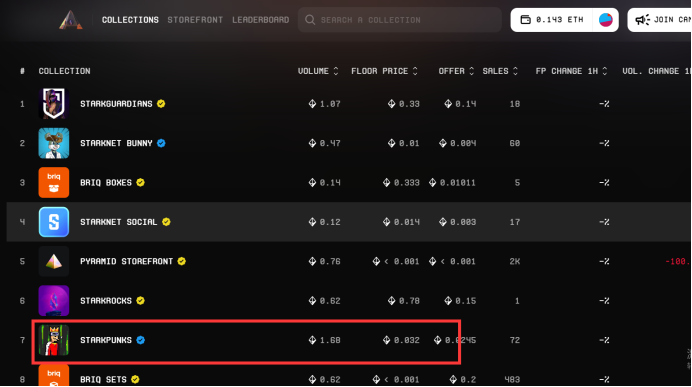 COLLECTIONS STOREFRONT LEADERBOARD SEARCH A COLLECTION 0.143 ETH JOIN
# COLLECTION VOLUME FLOOR PRICE OFFER SALES FP CHANGE 1H VOL. CHANGE
1 STARKGUARDIANS 1.07 0.33 0.14 18 -%
2 STARKNET BUNNY 0.47 0.01 0.004 60 -%
briq
3 BRIQ BOXES 0.14 0.333 0.01011 5 -%
4 S STARKNET SOCIAL 0.12 0.014 0.003 17 -%
5 PYRAMID STOREFRONT 0.76 < 0.001 < 0.001 2K -% -100.
6 STARKROCKS 0.62 0.78 0.15 1 -%
7 STARKPUNKS 1.68 0.032 0.0245 72 -%
briq
8 BRIQ SETS 0.62 < 0.001 0.2 483 -%